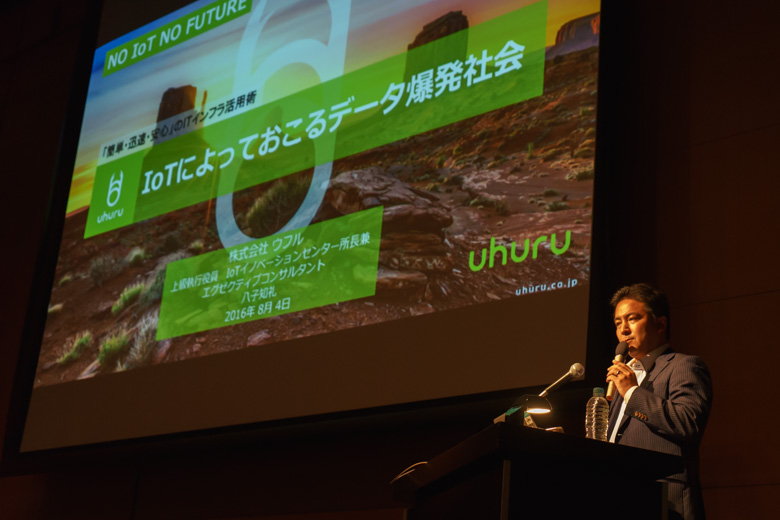 NO IoT NO FUTURE
「簡単・迅速・安心」のITインフラ活用術
IoTによっておこるデータ爆発社会
uhuru
株式会社 ウフル
上級執行役員 IoTイノベーションセンター所長兼
エグゼクティブコンサルタント
八子知礼
2016年 8月 4日
uhuru
uhuru.co.jp